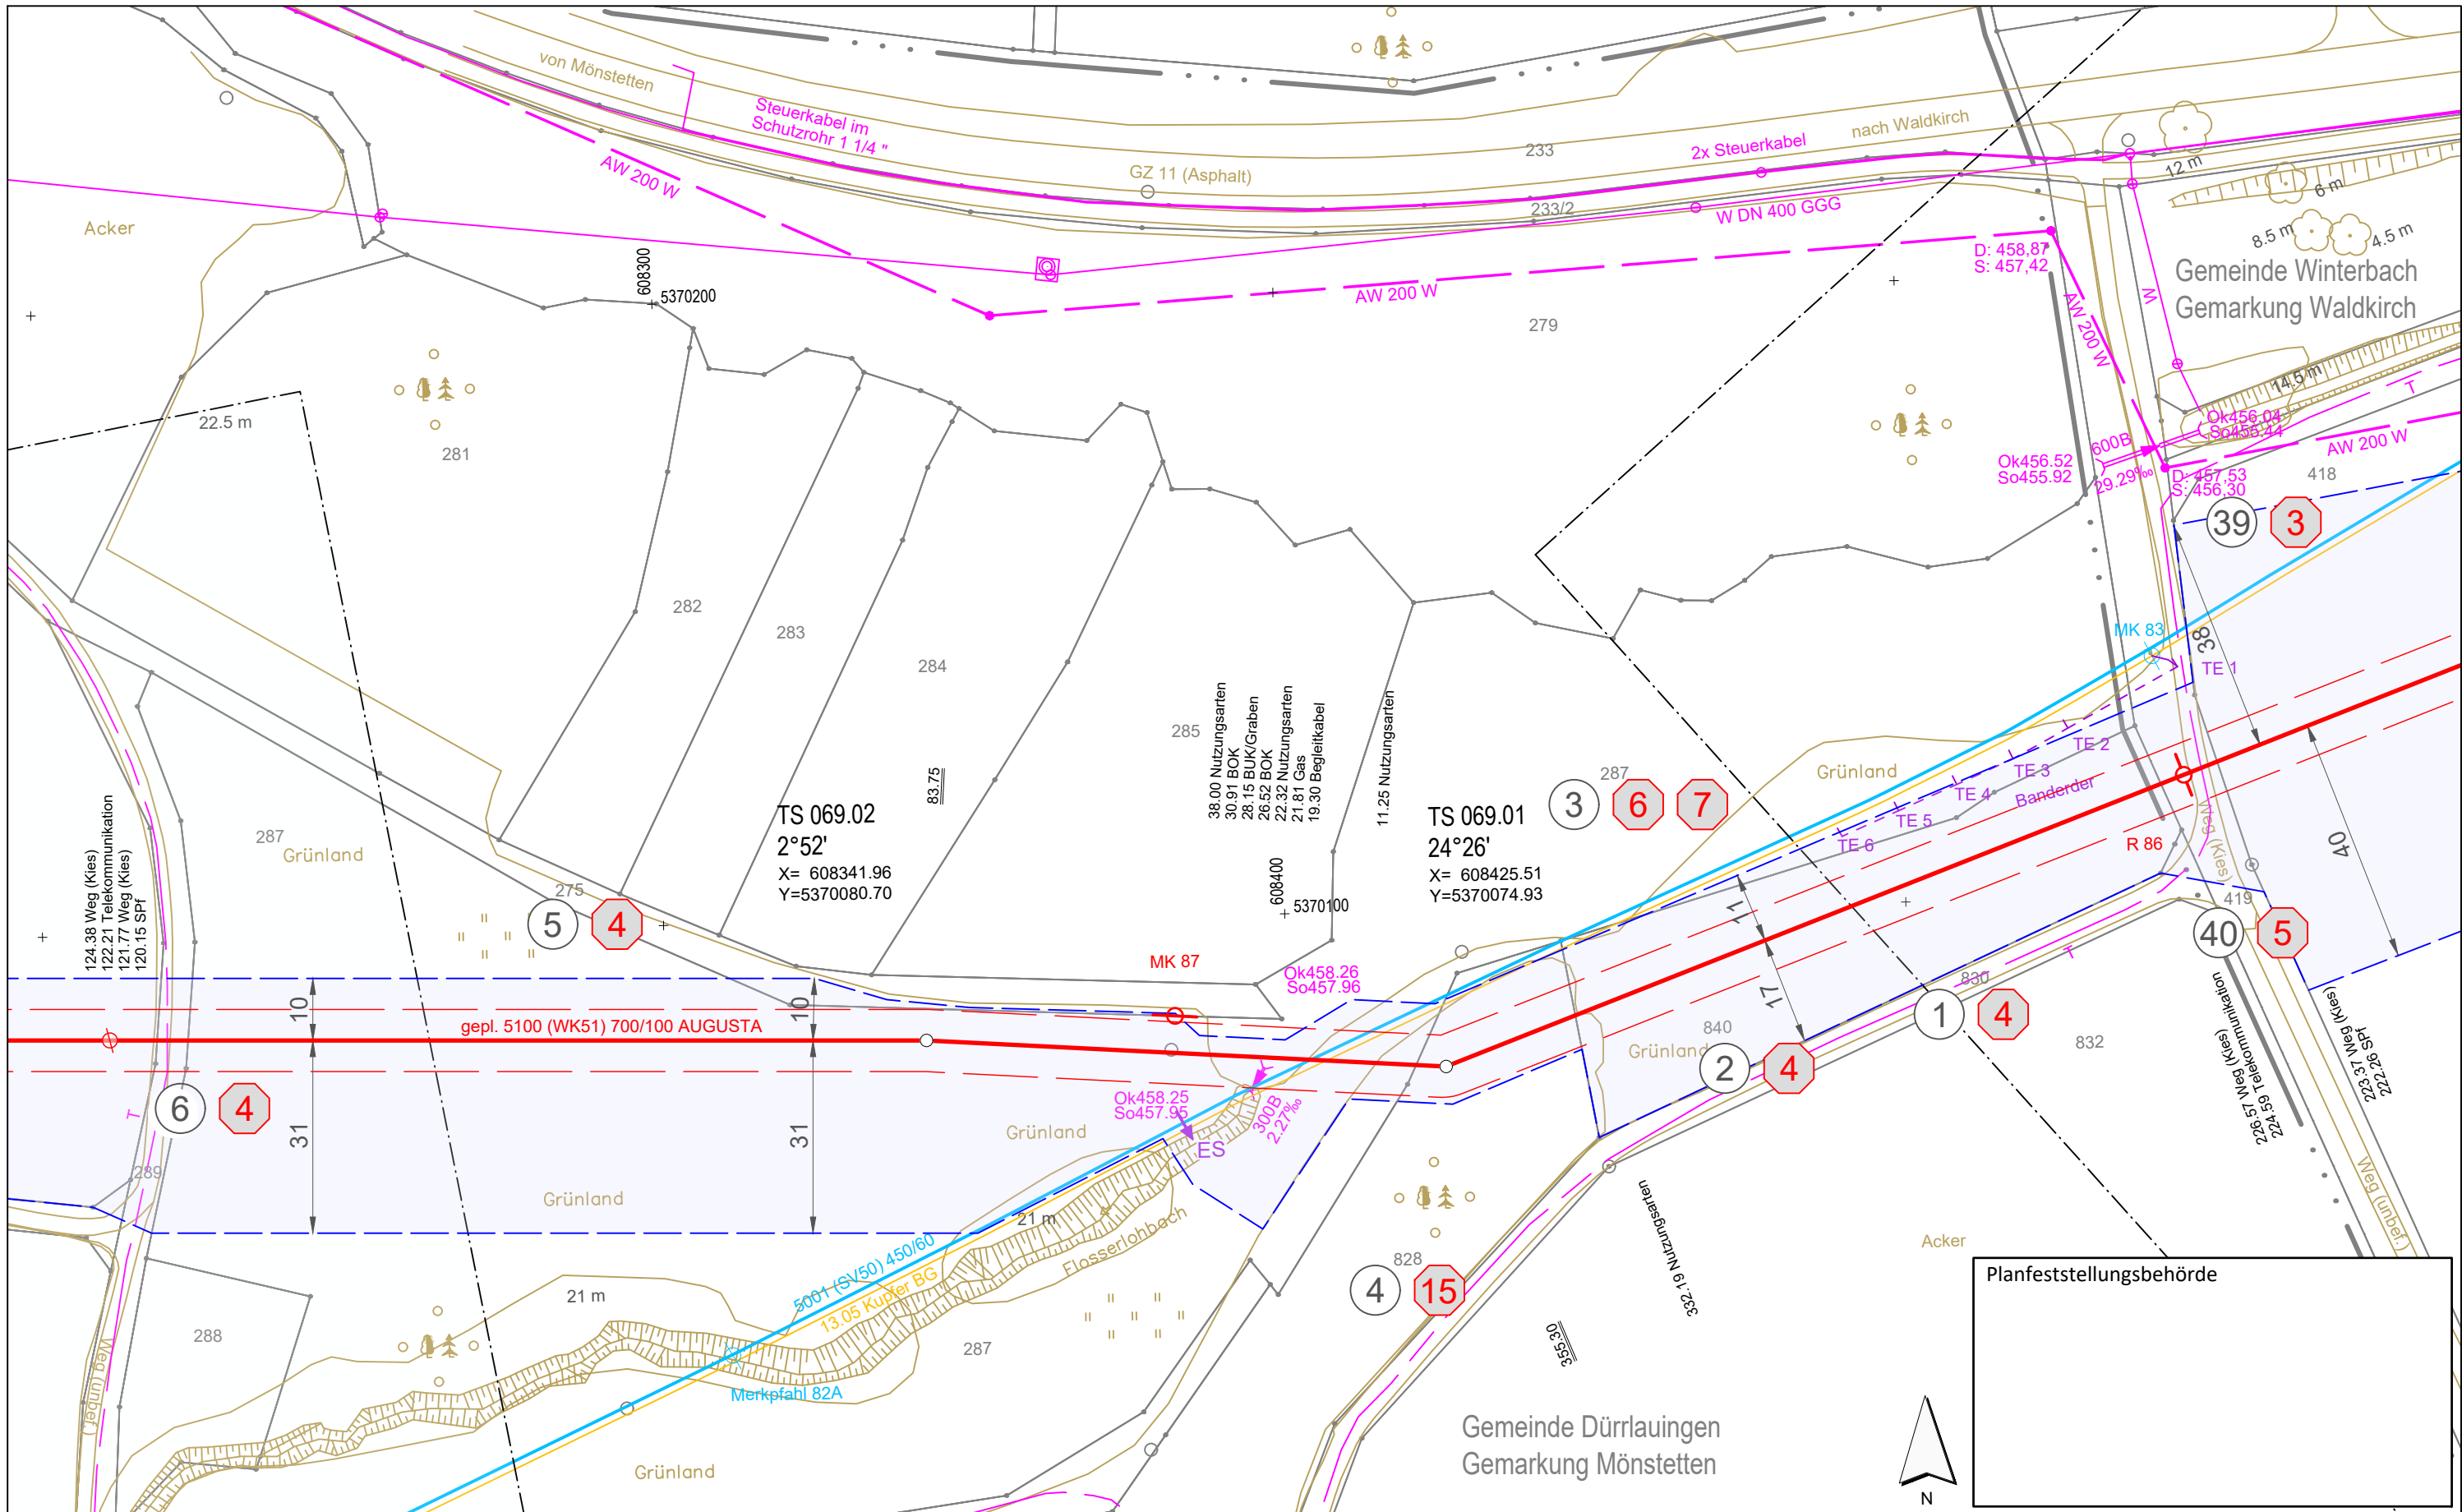 von Mönstetten
Steuerkabel im
Schutzrohr 1 1/4 "
AW 200 W
GZ 11 (Asphalt)
233
2x Steuerkabel
nach Waldkirch
12 m
6 m
8.5 m
4.5 m
233/2
W DN 400 GGG
Acker
608300
5370200
AW 200 W
279
D: 458,87
S: 457,42
AW 200 W
W
Gemeinde Winterbach
Gemarkung Waldkirch
22.5 m
281
14.5 m
T
Ok456.04
So455.44
600B
29.29‰
Ok456.52
So455.92
AW 200 W
D: 457,53
S: 456,30
418
39
3
282
283
284
285
MK 83
38
TE 1
TE 2
TE 3
TE 4
TE 5
TE 6
Banderder
38.00 Nutzungsarten
30.91 BOK
28.15 BUK/Graben
26.52 BOK
22.32 Nutzungsarten
21.81 Gas
19.30 Begleitkabel
11.25 Nutzungsarten
83.75
TS 069.02
2°52'
X= 608341.96
Y=5370080.70
TS 069.01
24°26'
X= 608425.51
Y=5370074.93
287
3
6
7
Grünland
R 86
Weg (Kies)
40
287
Grünland
124.38 Weg (Kies)
122.21 Telekommunikation
121.77 Weg (Kies)
120.15 SPf
275
5
4
608400
5370100
11
17
419
40
5
MK 87
Ok458.26
So457.96
10
10
gepl. 5100 (WK51) 700/100 AUGUSTA
830
T
1
4
840
Grünland
2
4
832
226.57 Weg (Kies)
224.59 Telekommunikation
223.37 Weg (Kies)
222.26 SPf
6
4
T
31
31
Ok458.25
So457.95
ES
300B
2.27‰
Grünland
289
Grünland
21 m
Flosserlohbach
5001 (SV50) 450/60
13.05 Kupfer BG
21 m
828
4
15
332.19 Nutzungsarten
355.30
Acker
Weg (unbef.)
Planfeststellungsbehörde
288
287
Merkpfahl 82A
Weg (unbef.)
Grünland
Gemeinde Dürrlauingen
Gemarkung Mönstetten
N